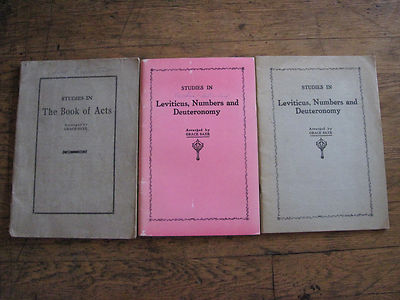 STUDIES IN
The Book of Acts
Arranged by
GRACE SAXE
STUDIES IN
Leviticus, Numbers and
Deuteronomy
Arranged by
GRACE SAXE
STUDIES IN
Leviticus, Numbers and
Deuteronomy
Arranged by
GRACE SAXE